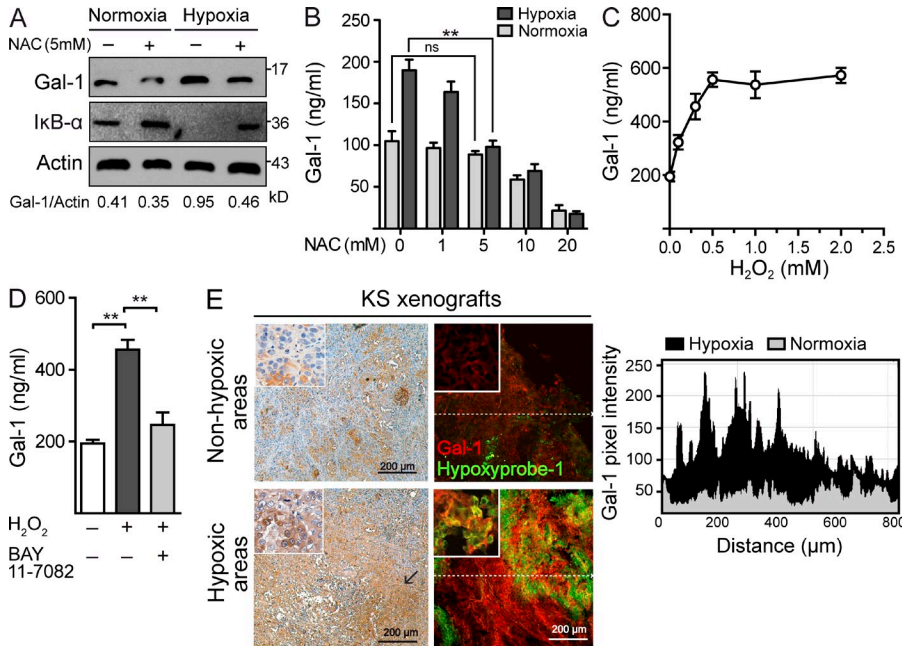 A
Normoxia Hypoxia
NAC (5mM) – + – +
Gal-1
17
IκB-α
36
Actin
43
Gal-1/Actin 0.41 0.35 0.95 0.46 kD
B
Hypoxia
Normoxia
**
ns
Gal-1 (ng/ml)
250
200
150
100
50
NAC (mM) 0 1 5 10 20
C
Gal-1 (ng/ml)
800
600
400
200
0
0.0 0.5 1.0 1.5 2.0 2.5
H₂O₂ (mM)
D
Gal-1 (ng/ml)
600
400
200
0
** **
H₂O₂ – + +
BAY
11-7082 – – +
E
KS xenografts
Non-hypoxic
areas
200 µm
Gal-1
Hypoxyprobe-1
Hypoxic
areas
200 µm
200 µm
Hypoxia Normoxia
Gal-1 pixel intensity
250
200
150
100
50
0 200 400 600 800
Distance (µm)